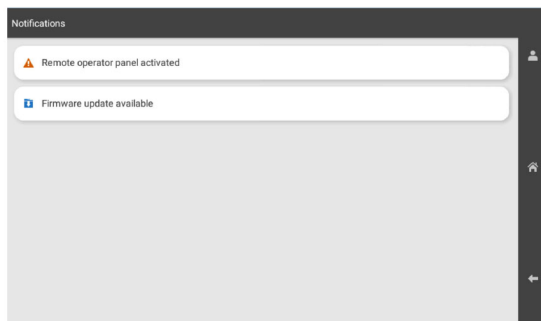 Notifications
Remote operator panel activated
Firmware update available